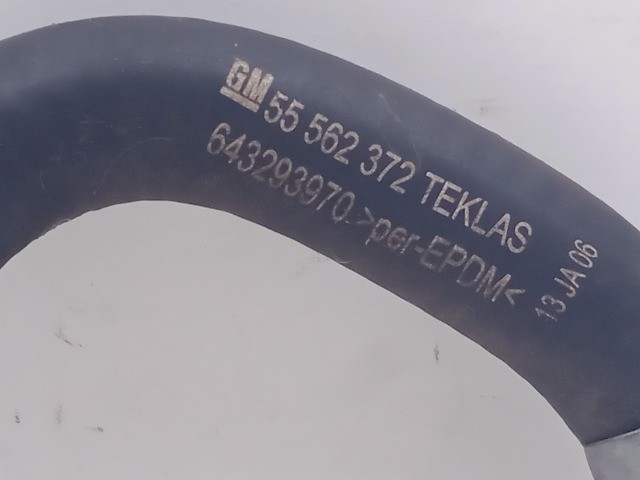 GM 55 562 372 TEKLAS
643293970. >per-EPDM<
13 JA 06